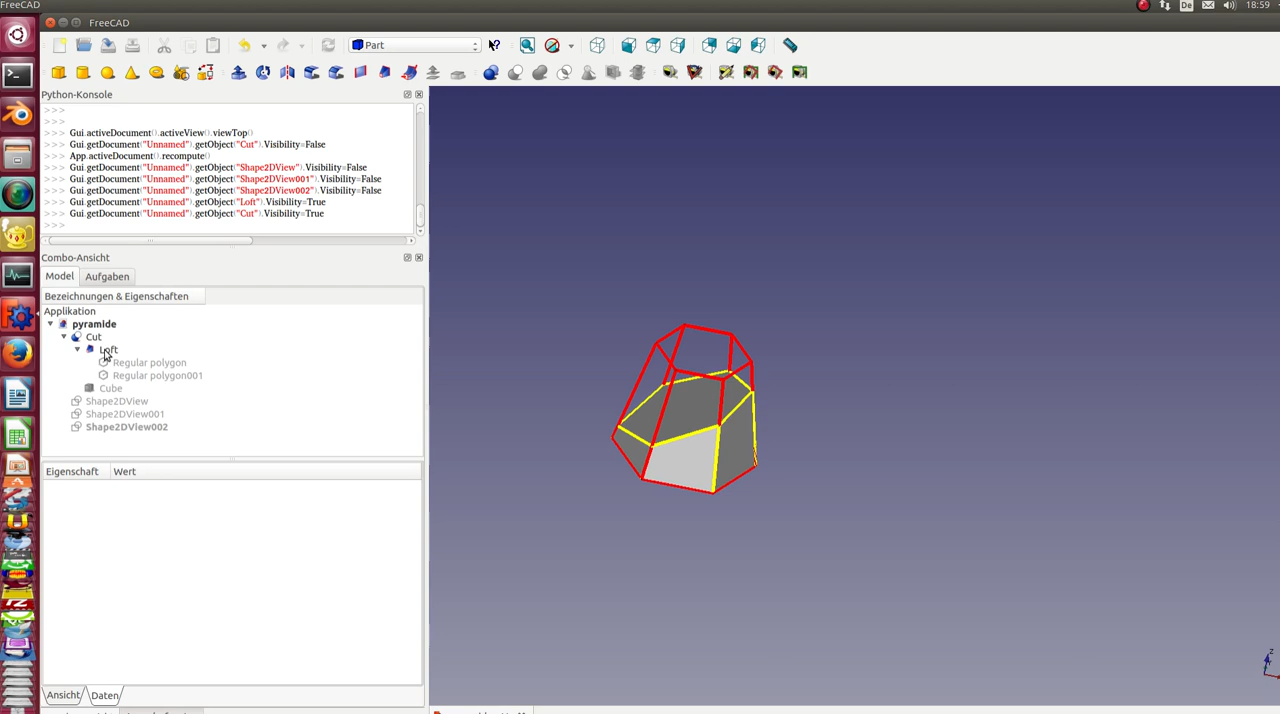 FreeCAD
De
18:59
FreeCAD
Part
Python-Konsole
>>>
>>>
>>> Gui.activeDocument().activeView().viewTop()
>>> Gui.getDocument("Unnamed").getObject("Cut").Visibility=False
>>> App.activeDocument().recompute()
>>> Gui.getDocument("Unnamed").getObject("Shape2DView").Visibility=False
>>> Gui.getDocument("Unnamed").getObject("Shape2DView001").Visibility=False
>>> Gui.getDocument("Unnamed").getObject("Shape2DView002").Visibility=False
>>> Gui.getDocument("Unnamed").getObject("Loft").Visibility=True
>>> Gui.getDocument("Unnamed").getObject("Cut").Visibility=True
>>>
Combo-Ansicht
Model Aufgaben
Bezeichnungen & Eigenschaften
Applikation
pyramide
Cut
Loft
Regular polygon
Regular polygon001
Cube
Shape2DView
Shape2DView001
Shape2DView002
Eigenschaft Wert
Ansicht Daten
z